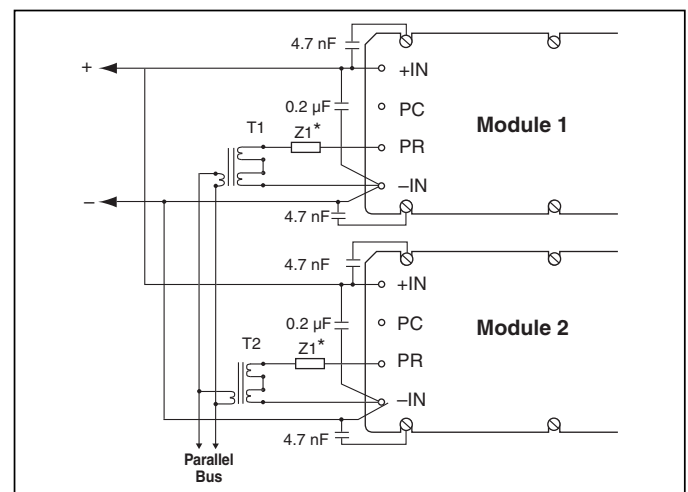 4.7 nF
+
+IN
0.2 µF
PC
T1
Z1*
Module 1
PR
–
–IN
4.7 nF
4.7 nF
+IN
0.2 µF
PC
Module 2
T2
Z1*
PR
–IN
4.7 nF
Parallel
Bus